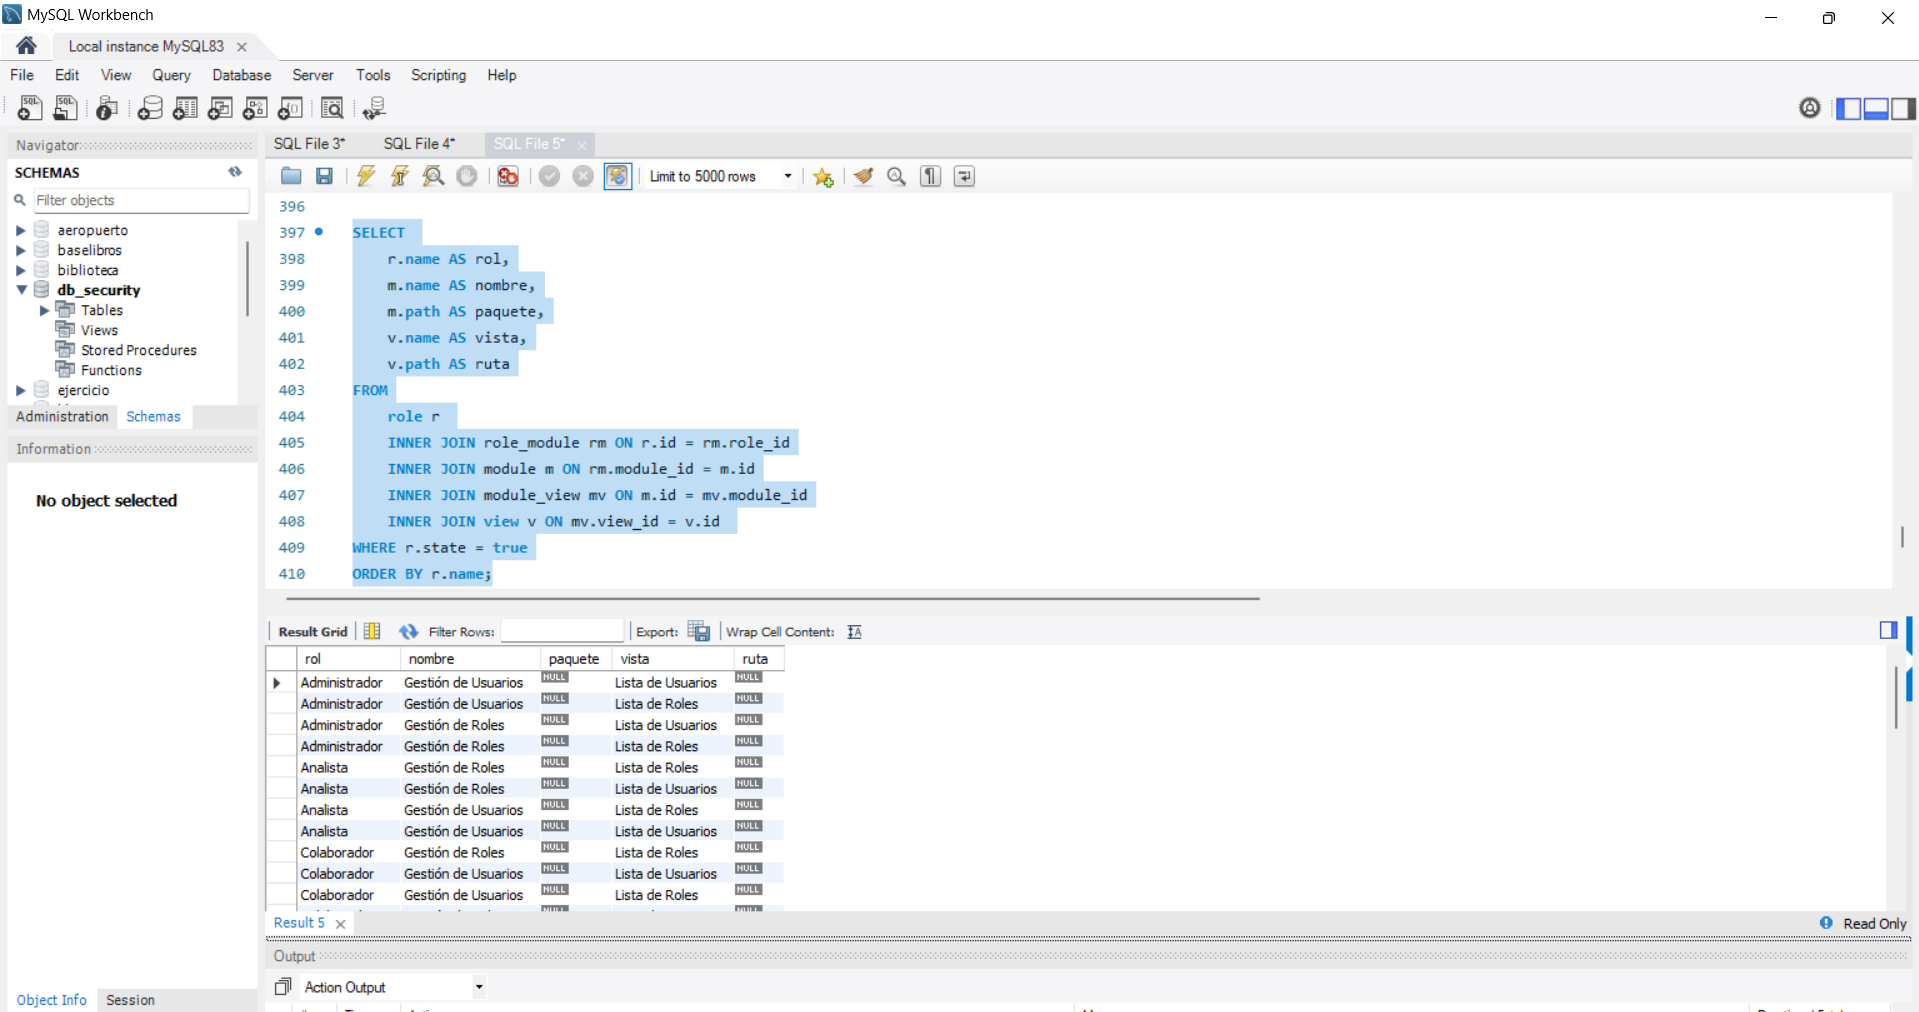 MySQL Workbench
Local instance MySQL83
File Edit View Query Database Server Tools Scripting Help
Navigator
SCHEMAS
Filter objects
aeropuerto
baselibros
biblioteca
db_security
Tables
Views
Stored Procedures
Functions
ejercicio
Administration Schemas
Information
No object selected
Object Info Session
SQL File 3* SQL File 4* SQL File 5*
Limit to 5000 rows
396
397 SELECT
398 r.name AS rol,
399 m.name AS nombre,
400 m.path AS paquete,
401 v.name AS vista,
402 v.path AS ruta
403 FROM
404 role r
405 INNER JOIN role_module rm ON r.id = rm.role_id
406 INNER JOIN module m ON rm.module_id = m.id
407 INNER JOIN module_view mv ON m.id = mv.module_id
408 INNER JOIN view v ON mv.view_id = v.id
409 WHERE r.state = true
410 ORDER BY r.name;
Result Grid Filter Rows: Export: Wrap Cell Content:
rol nombre paquete vista ruta
Administrador Gestión de Usuarios NULL Lista de Usuarios NULL
Administrador Gestión de Usuarios NULL Lista de Roles NULL
Administrador Gestión de Roles NULL Lista de Usuarios NULL
Administrador Gestión de Roles NULL Lista de Roles NULL
Analista Gestión de Roles NULL Lista de Roles NULL
Analista Gestión de Roles NULL Lista de Usuarios NULL
Analista Gestión de Usuarios NULL Lista de Roles NULL
Analista Gestión de Usuarios NULL Lista de Usuarios NULL
Colaborador Gestión de Roles NULL Lista de Roles NULL
Colaborador Gestión de Usuarios NULL Lista de Usuarios NULL
Colaborador Gestión de Usuarios NULL Lista de Roles NULL
Result 5
Read Only
Output
Action Output